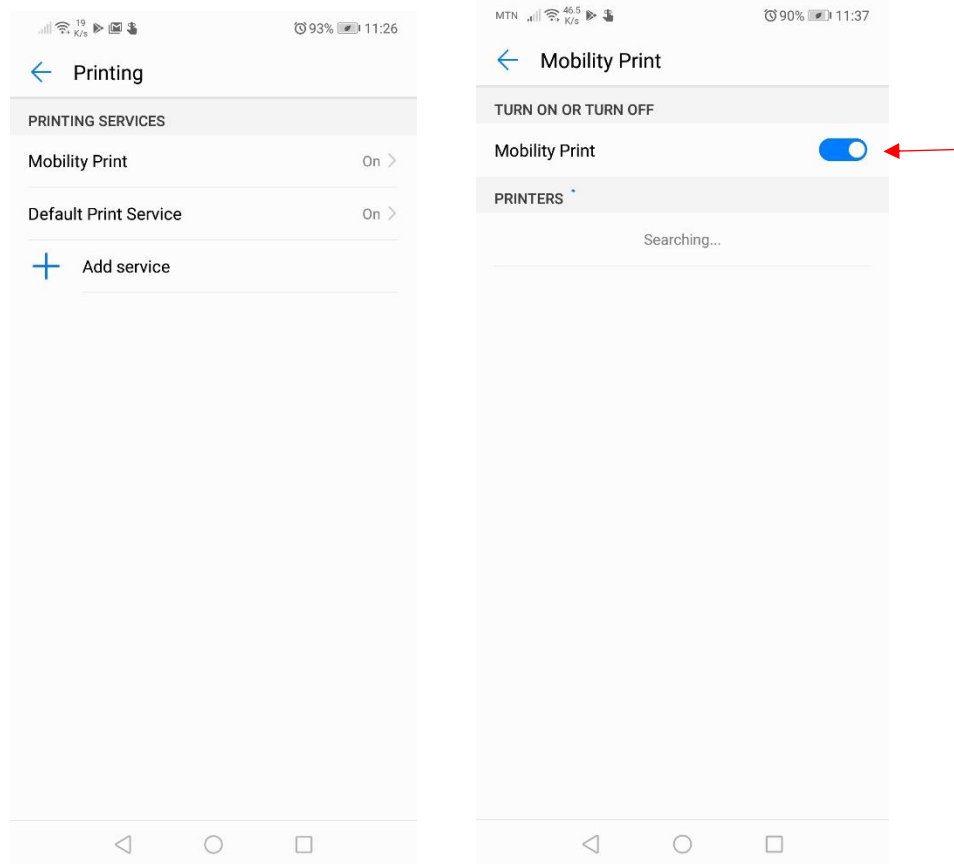 19 K/s 93% 11:26
Printing
PRINTING SERVICES
Mobility Print On
Default Print Service On
Add service
MTN 46.5 K/s 90% 11:37
Mobility Print
TURN ON OR TURN OFF
Mobility Print
PRINTERS
Searching...